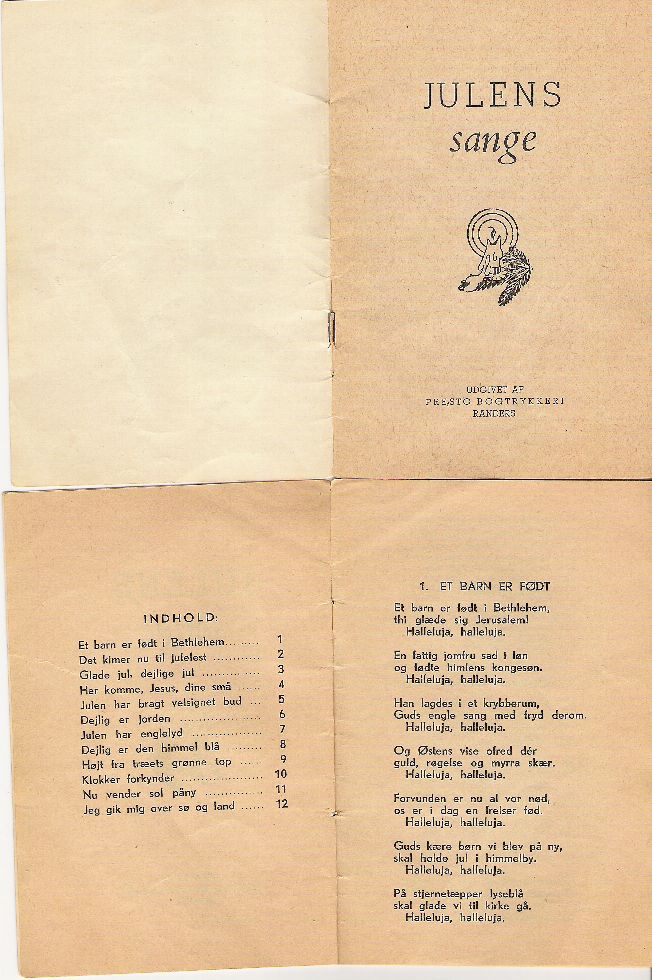 JULENS
sange
UDGIVET AF
PRESTO BOGTRYKKERI
RANDERS
INDHOLD:
Et barn er født i Bethlehem......... 1
Det kimer nu til julefest ............ 2
Glade jul, dejlige jul ............... 3
Her komme, Jesus, dine små ...... 4
Julen har bragt velsignet bud ... 5
Dejlig er Jorden ..................... 6
Julen har englelyd .................. 7
Dejlig er den himmel blå ......... 8
Højt fra træets grønne top ...... 9
Klokker forkynder ..................... 10
Nu vender sol påny ............... 11
Jeg gik mig over sø og land ...... 12
1. ET BARN ER FØDT
Et barn er født i Bethlehem,
thi glæde sig Jerusalem!
Halleluja, halleluja.
En fattig jomfru sad i løn
og fødte himlens kongesøn.
Halleluja, halleluja.
Han lagdes i et krybberum,
Guds engle sang med fryd derom.
Halleluja, halleluja.
Og Østens vise ofred dér
guld, røgelse og myrra skær.
Halleluja, halleluja.
Forvunden er nu al vor nød,
os er i dag en frelser fød.
Halleluja, halleluja.
Guds kære børn vi blev på ny,
skal holde jul i himmelby.
Halleluja, halleluja.
På stjernetæpper lyseblå
skal glade vi til kirke gå.
Halleluja, halleluja.